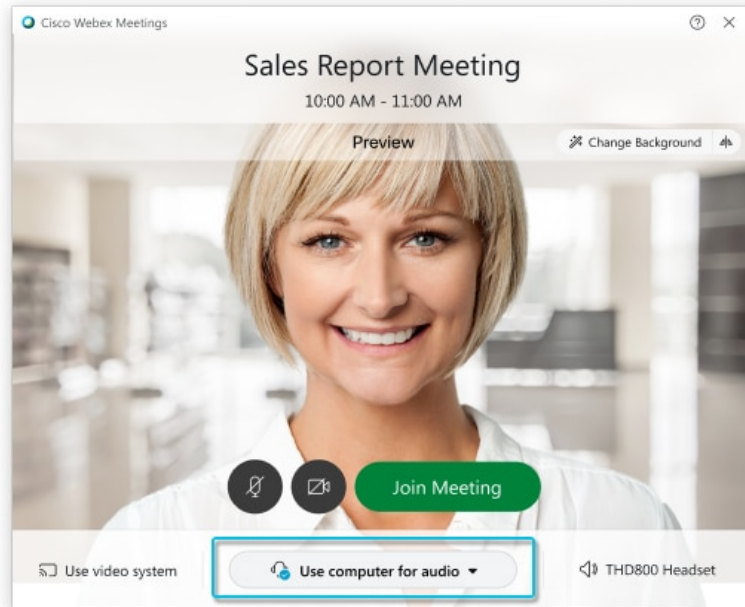 Cisco Webex Meetings
Sales Report Meeting
10:00 AM - 11:00 AM
Preview
Change Background
Join Meeting
Use video system
Use computer for audio
THD800 Headset